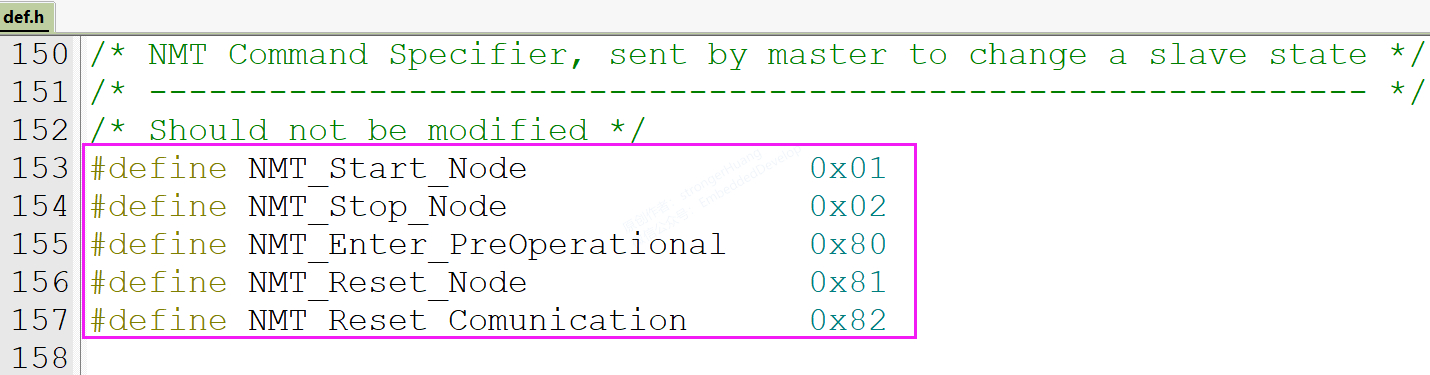 def.h
150 /* NMT Command Specifier, sent by master to change a slave state */
151 /* ------------------------------------------------------------- */
152 /* Should not be modified */
153 #define NMT_Start_Node 0x01
154 #define NMT_Stop_Node 0x02
155 #define NMT_Enter_PreOperational 0x80
156 #define NMT_Reset_Node 0x81
157 #define NMT_Reset_Comunication 0x82
158